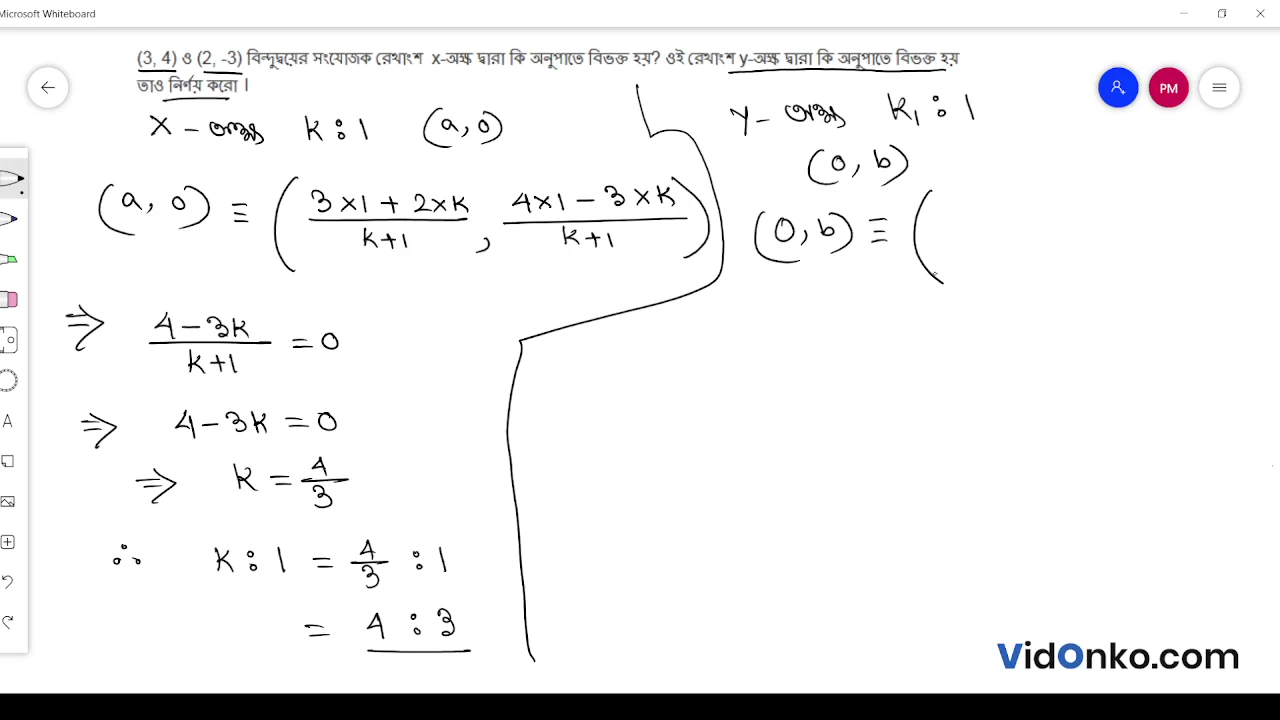 Microsoft Whiteboard
(3, 4) ও (2, -3) বিন্দুদ্বয়ের সংযোজক রেখাংশ x-অক্ষ দ্বারা কি অনুপাতে বিভক্ত হয়? ওই রেখাংশ y-অক্ষ দ্বারা কি অনুপাতে বিভক্ত হয়
তাও নির্ণয় করো ।
PM
X - অক্ষ k : 1 (a, 0)
(a, 0) ≡ ( (3×1 + 2×k)/(k+1) , (4×1 - 3×k)/(k+1) )
⇒ (4-3k)/(k+1) = 0
⇒ 4-3k = 0
⇒ k = 4/3
∴ k : 1 = 4/3 : 1
= 4 : 3
Y - অক্ষ k₁ : 1
(0, b)
(0, b) ≡ (
A
VidOnko.com